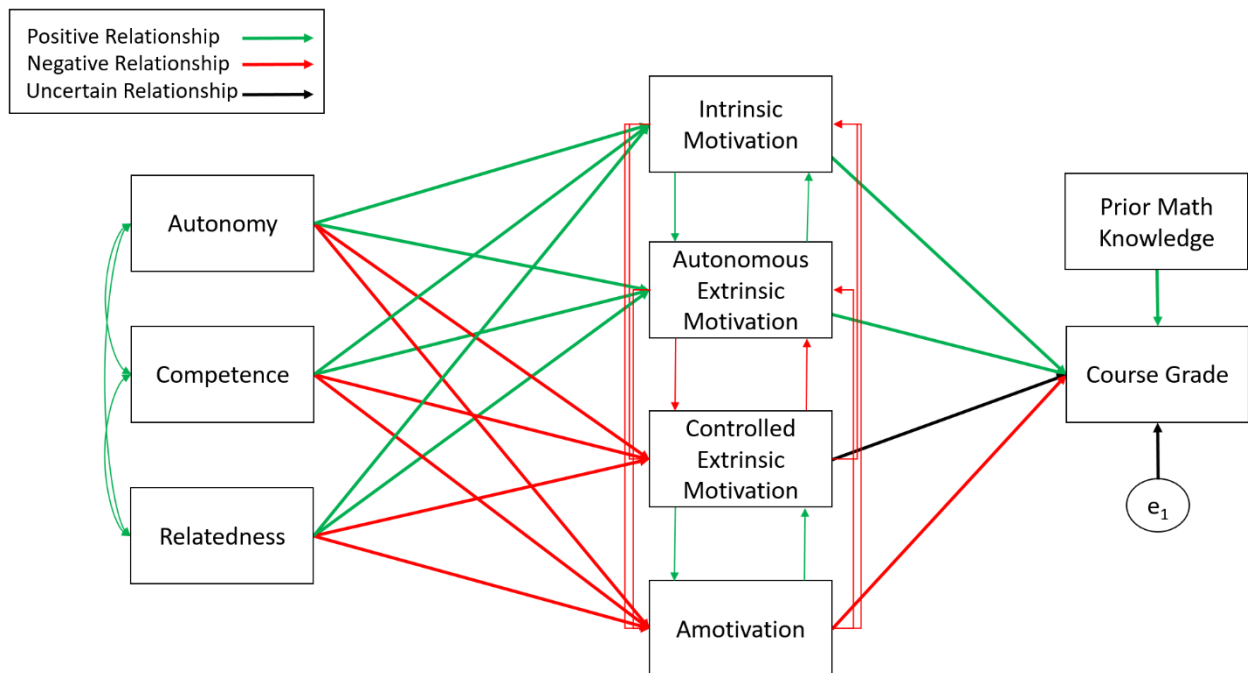 Positive Relationship
Negative Relationship
Uncertain Relationship
Autonomy
Competence
Relatedness
Intrinsic
Motivation
Autonomous
Extrinsic
Motivation
Controlled
Extrinsic
Motivation
Amotivation
Prior Math
Knowledge
Course Grade
e₁